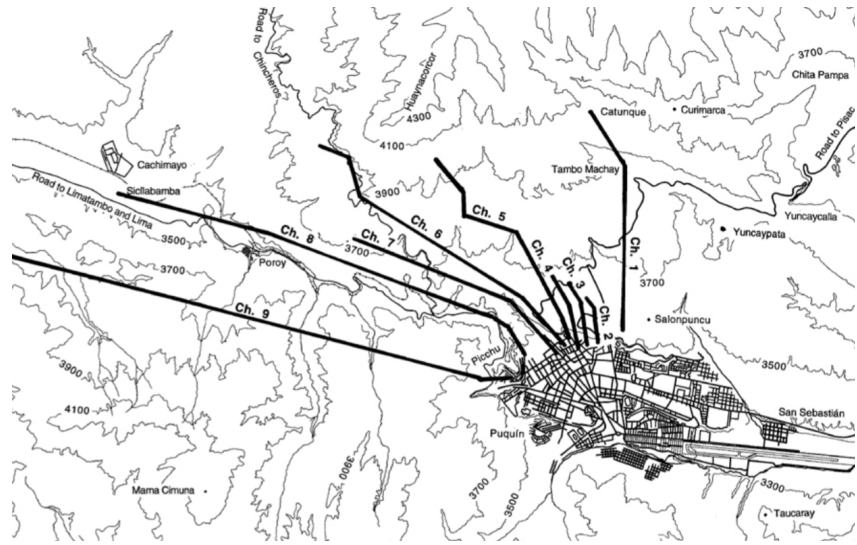 Road to
Chincheros
Huaynacorcor
4300
4100
3700
Chita Pampa
Catunque
Curimarca
Road to Pisac
Cachimayo
Tambo Machay
Road to Limatambo and Lima
Sicllabamba
3900
Yuncaycalla
Ch. 5
Ch. 6
Ch. 7
Ch. 8
Yuncaypata
3500
3700
Poroy
3700
Ch. 4
Ch. 3
Ch. 1
3700
Ch. 9
Ch. 2
Salonpuncu
Picchu
3900
3500
4100
San Sebastián
Puquín
3900
3700
3500
Mama Cimuna
3300
Taucaray